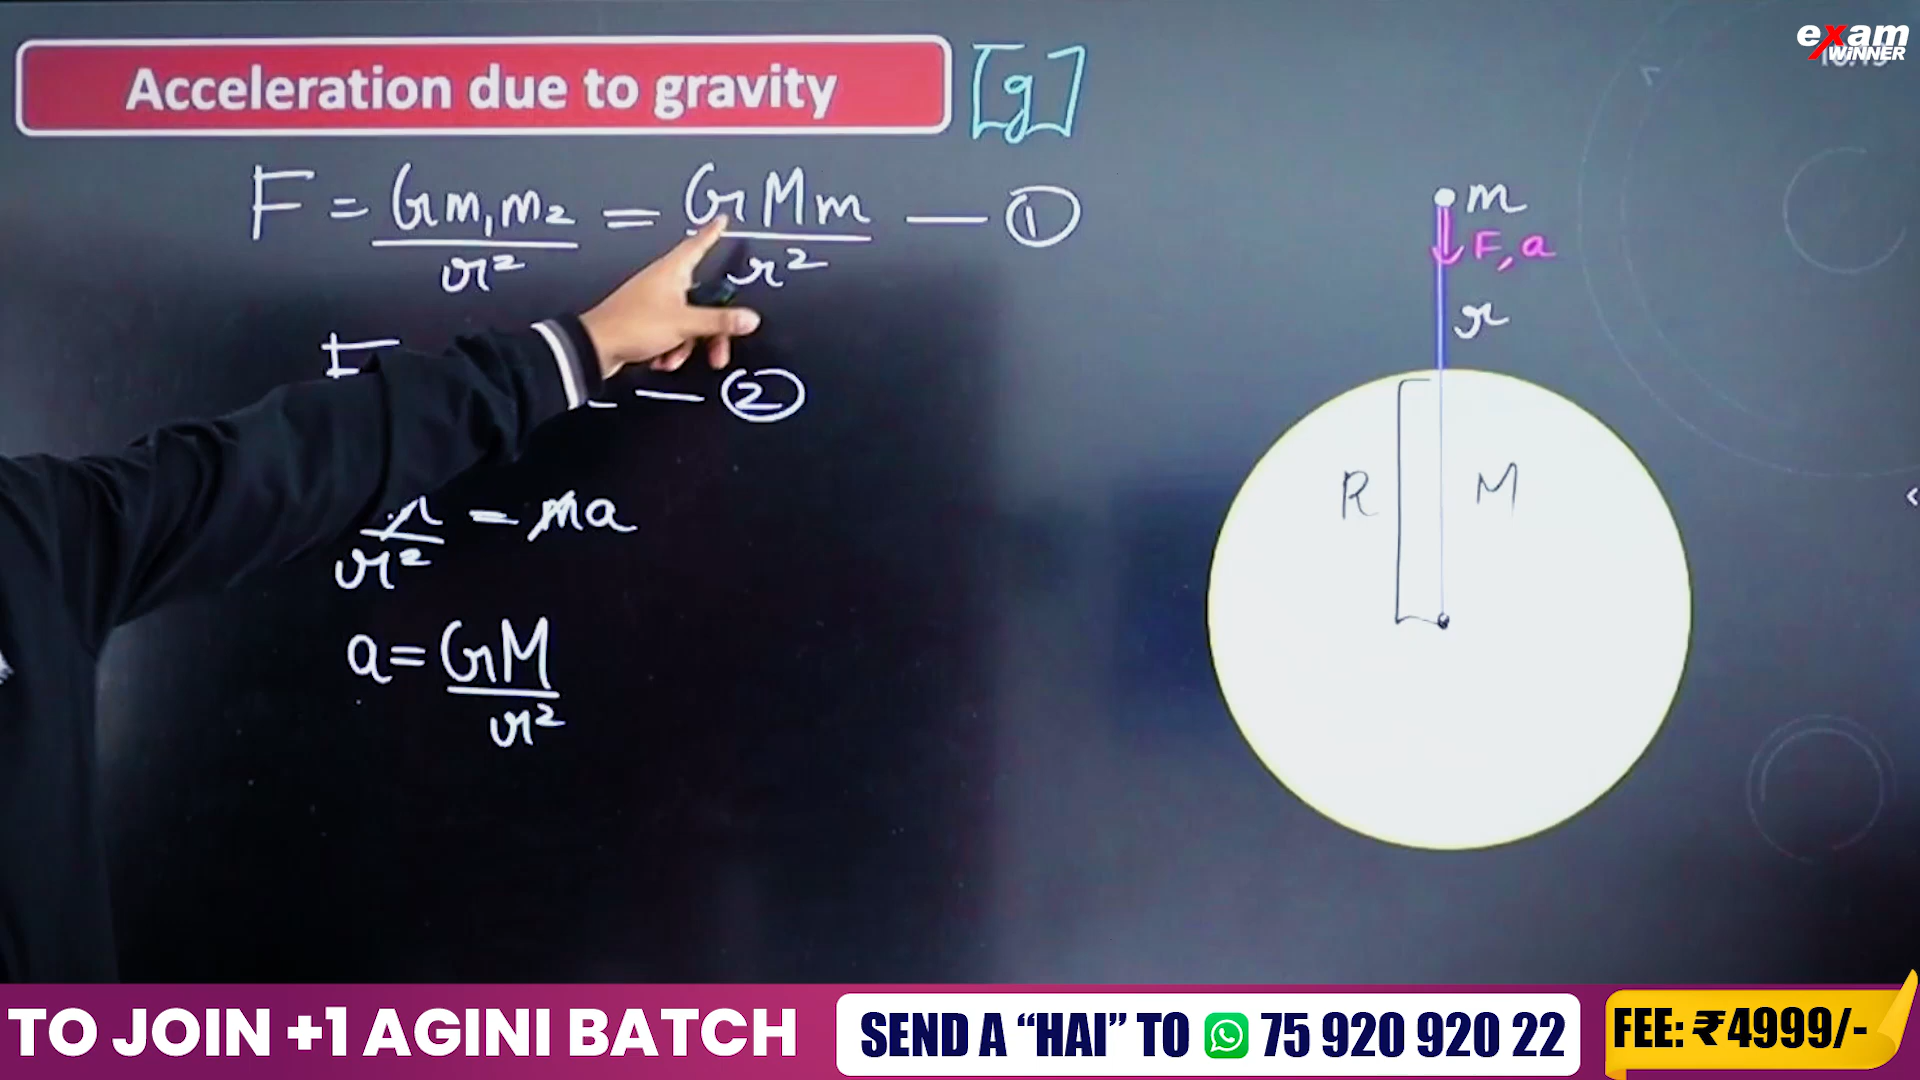 exam
WINNER
Acceleration due to gravity [g]
F = Gm₁m₂/r² = GMm/r² — ①
— ②
/r² = ma
a = GM/r²
m
F, a
r
R
M
TO JOIN +1 AGINI BATCH
SEND A “HAI” TO 75 920 920 22
FEE: ₹4999/-